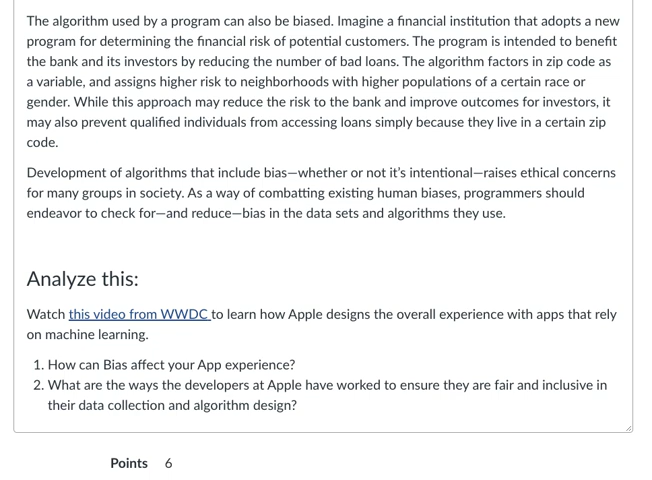 The algorithm used by a program can also be biased. Imagine a financial institution that adopts a new
program for determining the financial risk of potential customers. The program is intended to benefit
the bank and its investors by reducing the number of bad loans. The algorithm factors in zip code as
a variable, and assigns higher risk to neighborhoods with higher populations of a certain race or
gender. While this approach may reduce the risk to the bank and improve outcomes for investors, it
may also prevent qualified individuals from accessing loans simply because they live in a certain zip
code.
Development of algorithms that include bias—whether or not it's intentional—raises ethical concerns
for many groups in society. As a way of combatting existing human biases, programmers should
endeavor to check for—and reduce—bias in the data sets and algorithms they use.
Analyze this:
Watch this video from WWDC to learn how Apple designs the overall experience with apps that rely
on machine learning.
1. How can Bias affect your App experience?
2. What are the ways the developers at Apple have worked to ensure they are fair and inclusive in
their data collection and algorithm design?
Points 6